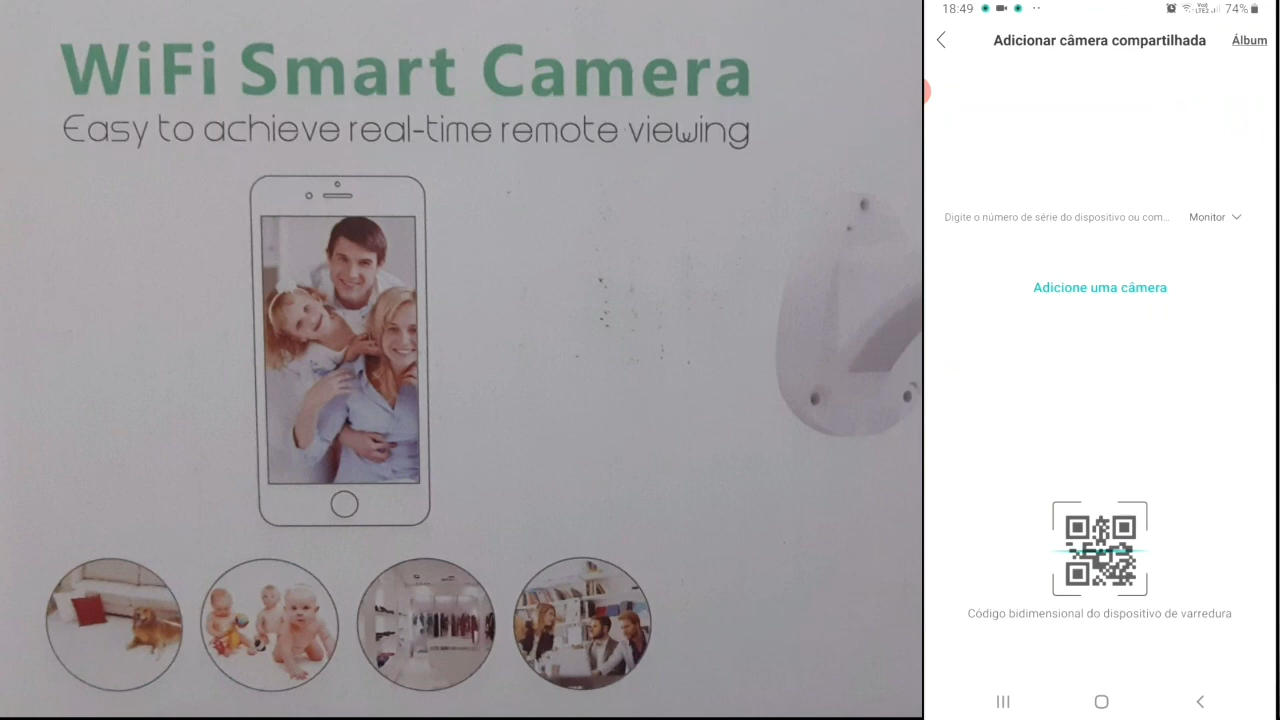 WiFi Smart Camera
Easy to achieve real-time remote viewing
18:49
74%
Adicionar câmera compartilhada
Álbum
Digite o número de série do dispositivo ou com...
Monitor
Adicione uma câmera
Código bidimensional do dispositivo de varredura